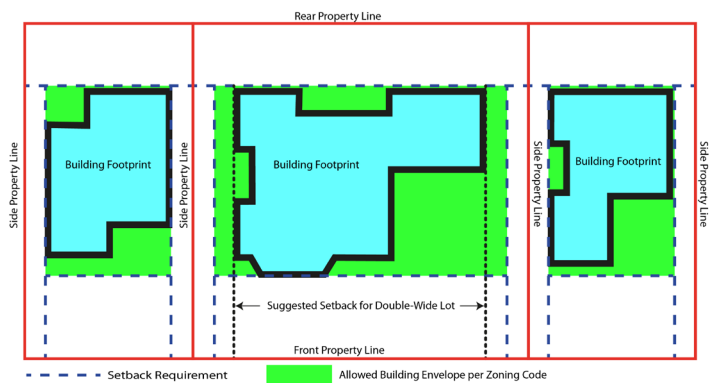 Rear Property Line
Side Property Line
Building Footprint
Side Property Line
Building Footprint
Side Property Line
Building Footprint
Side Property Line
Suggested Setback for Double-Wide Lot
Front Property Line
Setback Requirement
Allowed Building Envelope per Zoning Code